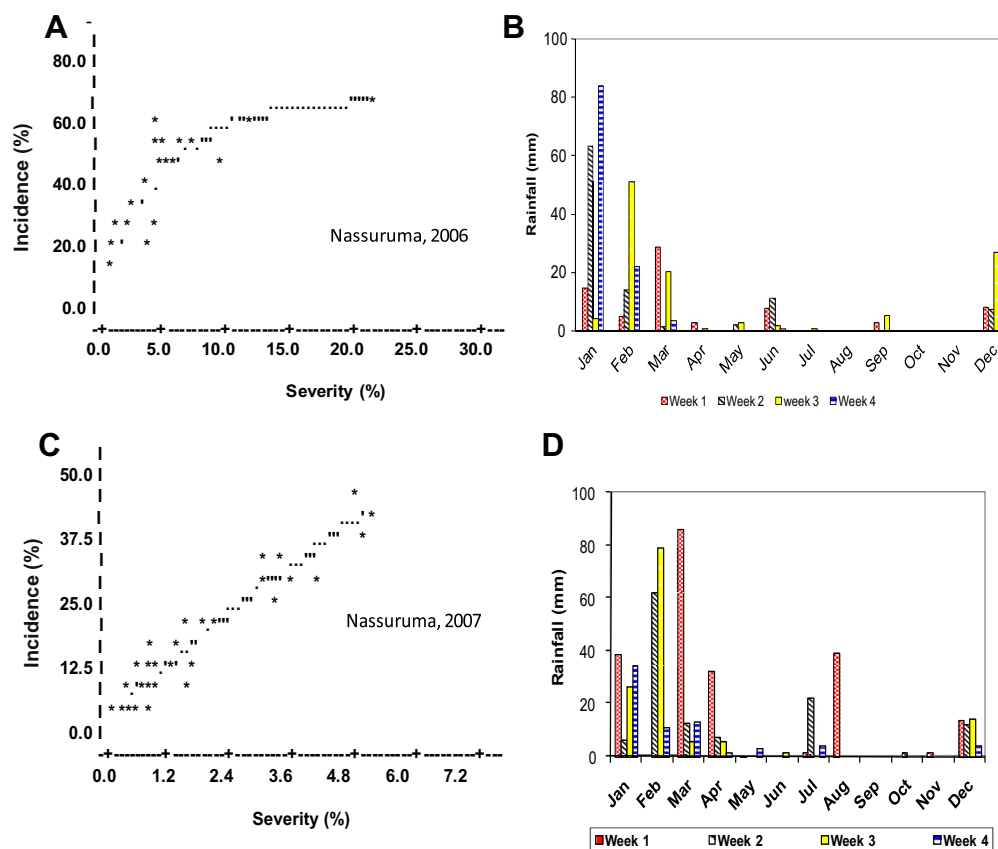 A
Incidence (%)
80.0
60.0
40.0
20.0
0.0
0.0 5.0 10.0 15.0 20.0 25.0 30.0
Severity (%)
Nassuruma, 2006
B
Rainfall (mm)
100
80
60
40
20
0
Jan Feb Mar Apr May Jun Jul Aug Sep Oct Nov Dec
Week 1 Week 2 week 3 Week 4
C
Incidence (%)
50.0
37.5
25.0
12.5
0.0
0.0 1.2 2.4 3.6 4.8 6.0 7.2
Severity (%)
Nassuruma, 2007
D
Rainfall (mm)
100
80
60
40
20
0
Jan Feb Mar Apr May Jun Jul Aug Sep Oct Nov Dec
Week 1 Week 2 Week 3 Week 4